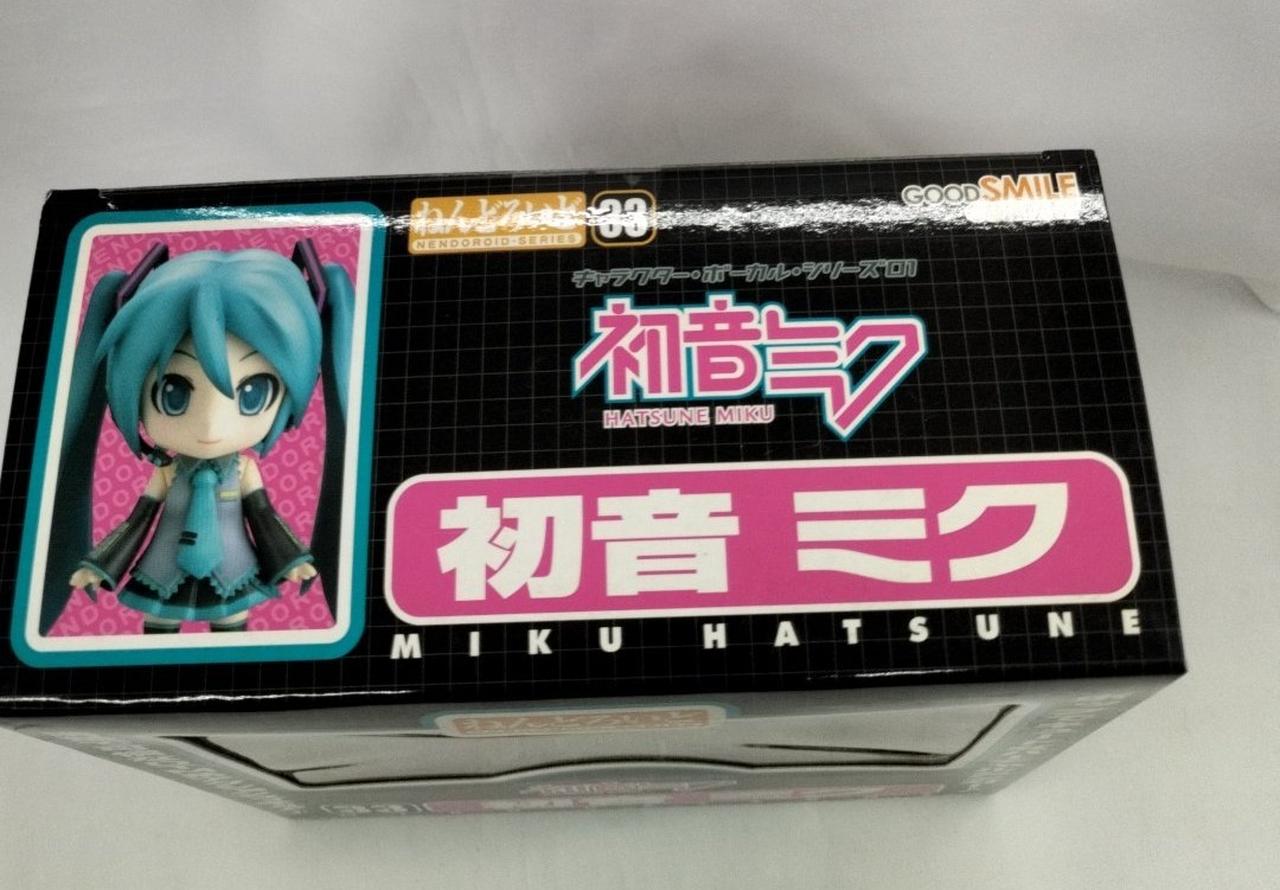 ねんどろいど 33
NENDOROID-SERIES
GOODSMILE
キャラクター・ボーカル・シリーズ01
初音ミク
HATSUNE MIKU
初音 ミク
MIKU HATSUNE